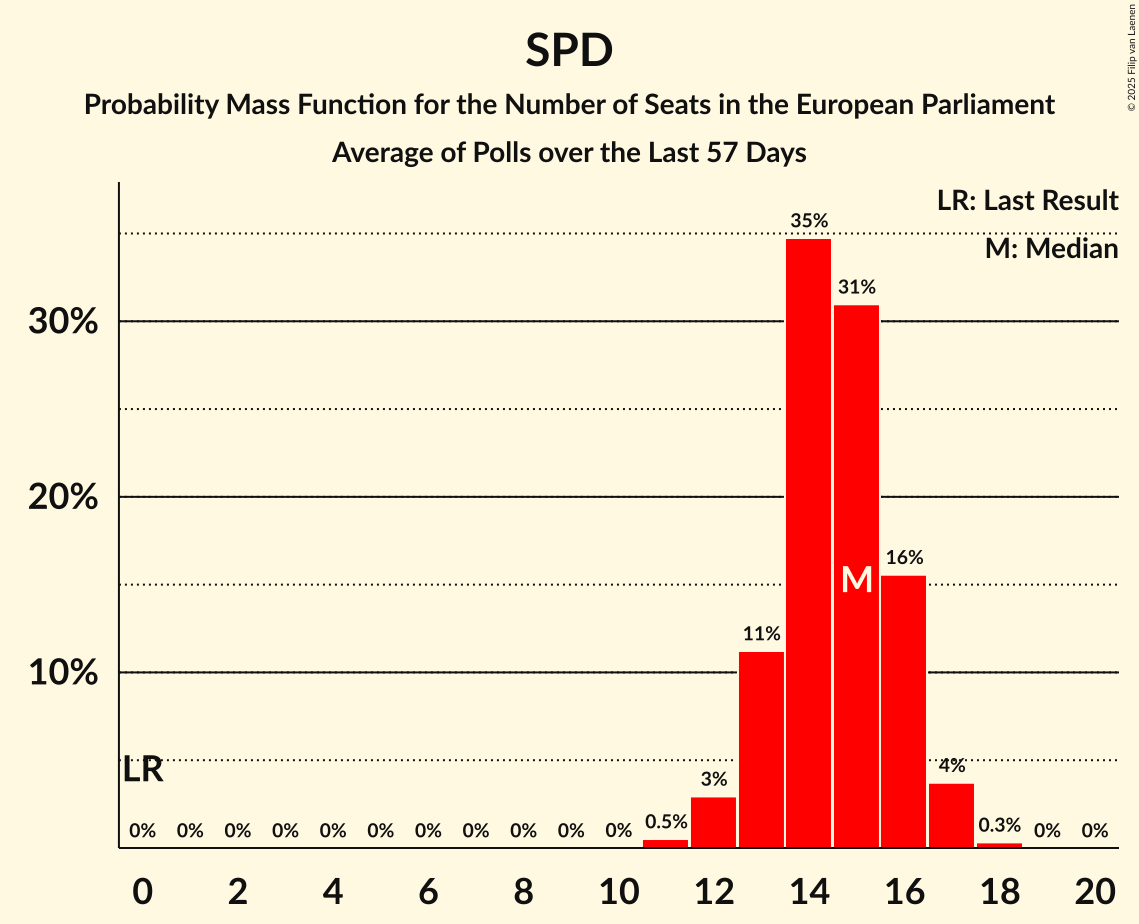 SPD
Probability Mass Function for the Number of Seats in the European Parliament
Average of Polls over the Last 57 Days
© 2025 Filip van Laenen
LR: Last Result
M: Median
35%
31%
30%
20%
16%
M
11%
10%
LR
4%
3%
0% 0% 0% 0% 0% 0% 0% 0% 0% 0% 0% 0.5% 0.3% 0% 0%
0 2 4 6 8 10 12 14 16 18 20